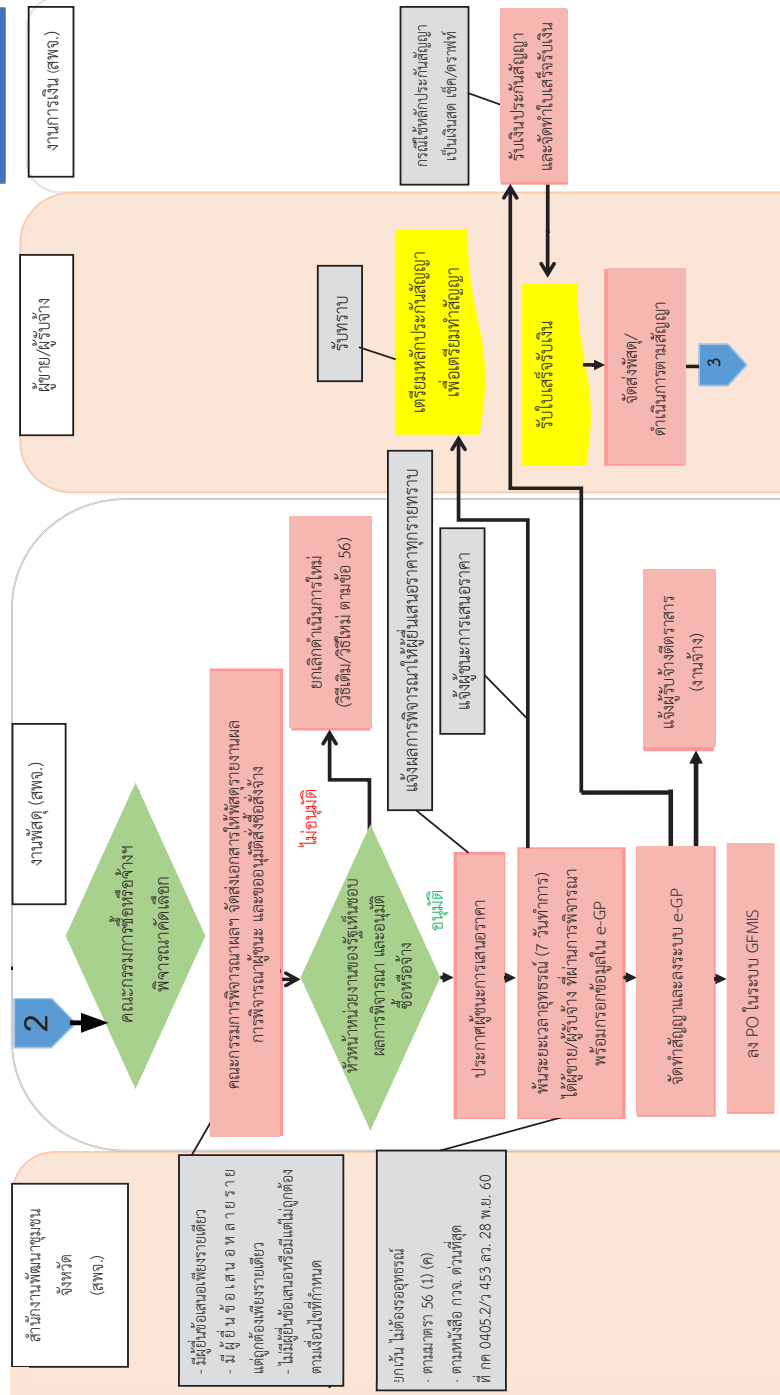 สำนักงานพัฒนาชุมชน
จังหวัด
(สพจ.)
งานพัสดุ (สพจ.)
ผู้ขาย/ผู้รับจ้าง
งานการเงิน (สพจ.)
2
คณะกรรมการซื้อหรือจ้างฯ
พิจารณาคัดเลือก
- มีผู้ยื่นข้อเสนอเพียงรายเดียว
- มีผู้ยื่นข้อเสนอหลายราย
แต่ถูกต้องเพียงรายเดียว
- ไม่มีผู้ยื่นข้อเสนอหรือมีแต่ไม่ถูกต้อง
ตามเงื่อนไขที่กำหนด
คณะกรรมการพิจารณาผลฯ จัดส่งเอกสารให้พัสดุรายงานผล
การพิจารณาผู้ชนะ และขออนุมัติสั่งซื้อสั่งจ้าง
ไม่อนุมัติ
ยกเลิกดำเนินการใหม่
(วิธีเดิม/วิธีใหม่ ตามข้อ 56)
หัวหน้าหน่วยงานของรัฐเห็นชอบ
ผลการพิจารณา และอนุมัติ
ซื้อหรือจ้าง
อนุมัติ
แจ้งผลการพิจารณาให้ผู้ยื่นเสนอราคาทุกรายทราบ
รับทราบ
ประกาศผู้ชนะการเสนอราคา
แจ้งผู้ชนะการเสนอราคา
เตรียมหลักประกันสัญญา
เพื่อเตรียมทำสัญญา
กรณีใช้หลักประกันสัญญา
เป็นเงินสด เช็ค/ดราฟท์
ยกเว้น ไม่ต้องรออุทธรณ์
- ตามมาตรา 56 (1) (ค)
- ตามหนังสือ กวจ. ด่วนที่สุด
ที่ กค 0405.2/ว 453 ลว. 28 พ.ย. 60
พ้นระยะเวลาอุทธรณ์ (7 วันทำการ)
ได้ผู้ขาย/ผู้รับจ้าง ที่ผ่านการพิจารณา
พร้อมกรอกข้อมูลใน e-GP
รับเงินประกันสัญญา
และจัดทำใบเสร็จรับเงิน
รับใบเสร็จรับเงิน
จัดทำสัญญาและลงระบบ e-GP
แจ้งผู้รับจ้างตีตราสาร
(งานจ้าง)
จัดส่งพัสดุ/
ดำเนินการตามสัญญา
ลง PO ในระบบ GFMIS
3